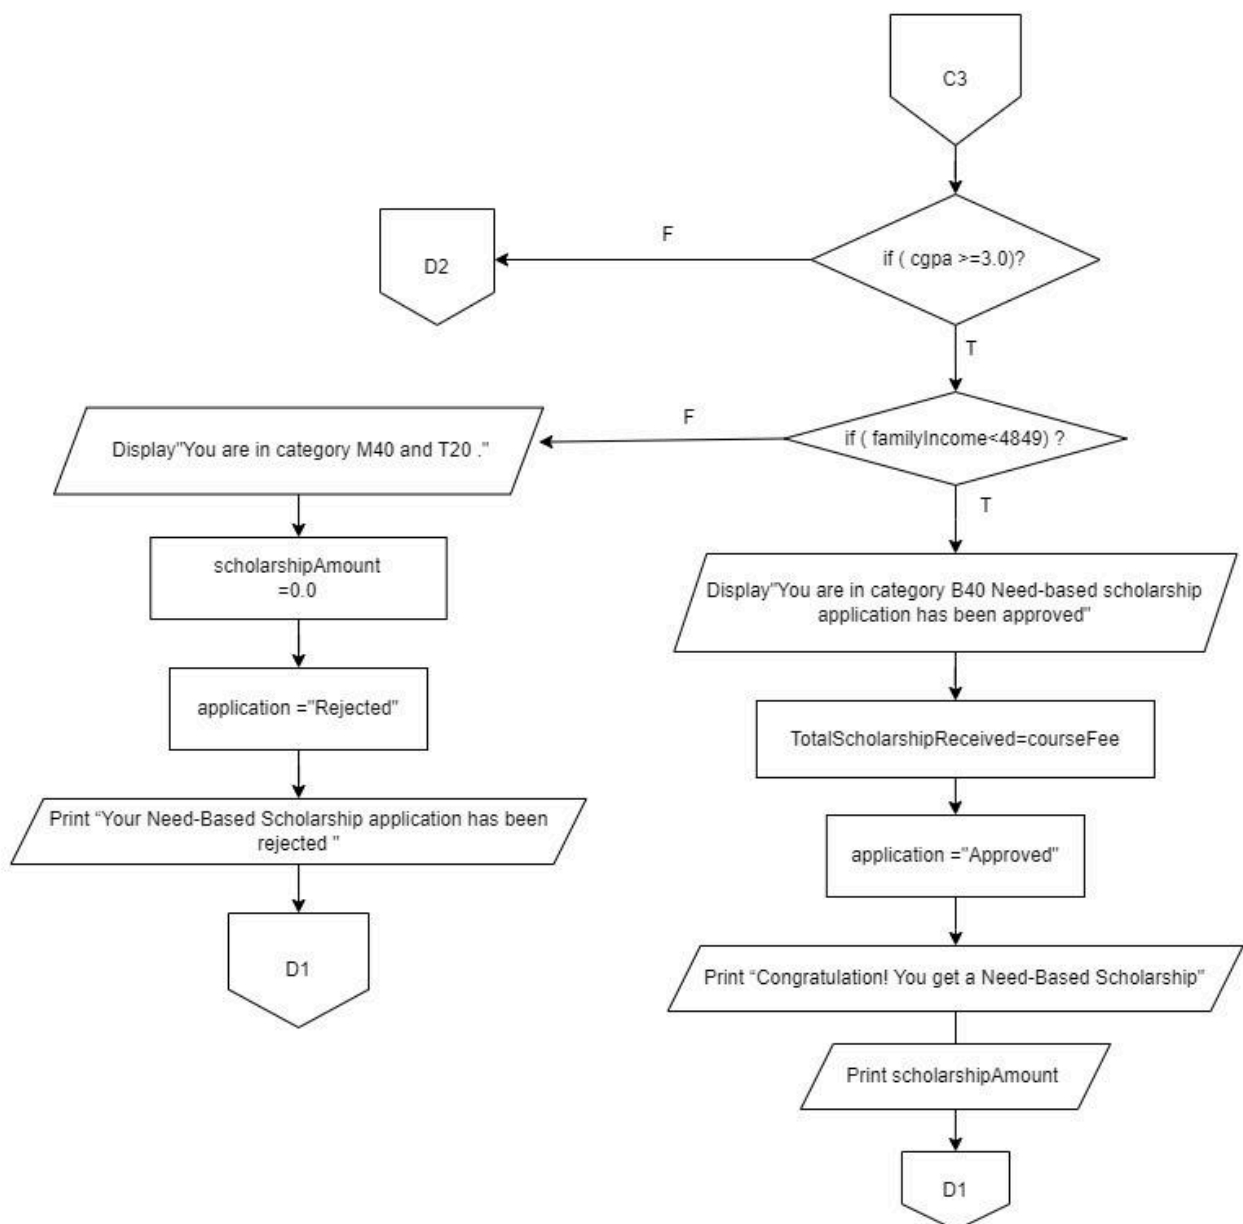 C3
if ( cgpa >=3.0)?
F
D2
T
if ( familyIncome<4849) ?
F
Display"You are in category M40 and T20 ."
scholarshipAmount
=0.0
application ="Rejected"
Print “Your Need-Based Scholarship application has been
rejected "
D1
T
Display"You are in category B40 Need-based scholarship
application has been approved"
TotalScholarshipReceived=courseFee
application ="Approved"
Print “Congratulation! You get a Need-Based Scholarship”
Print scholarshipAmount
D1